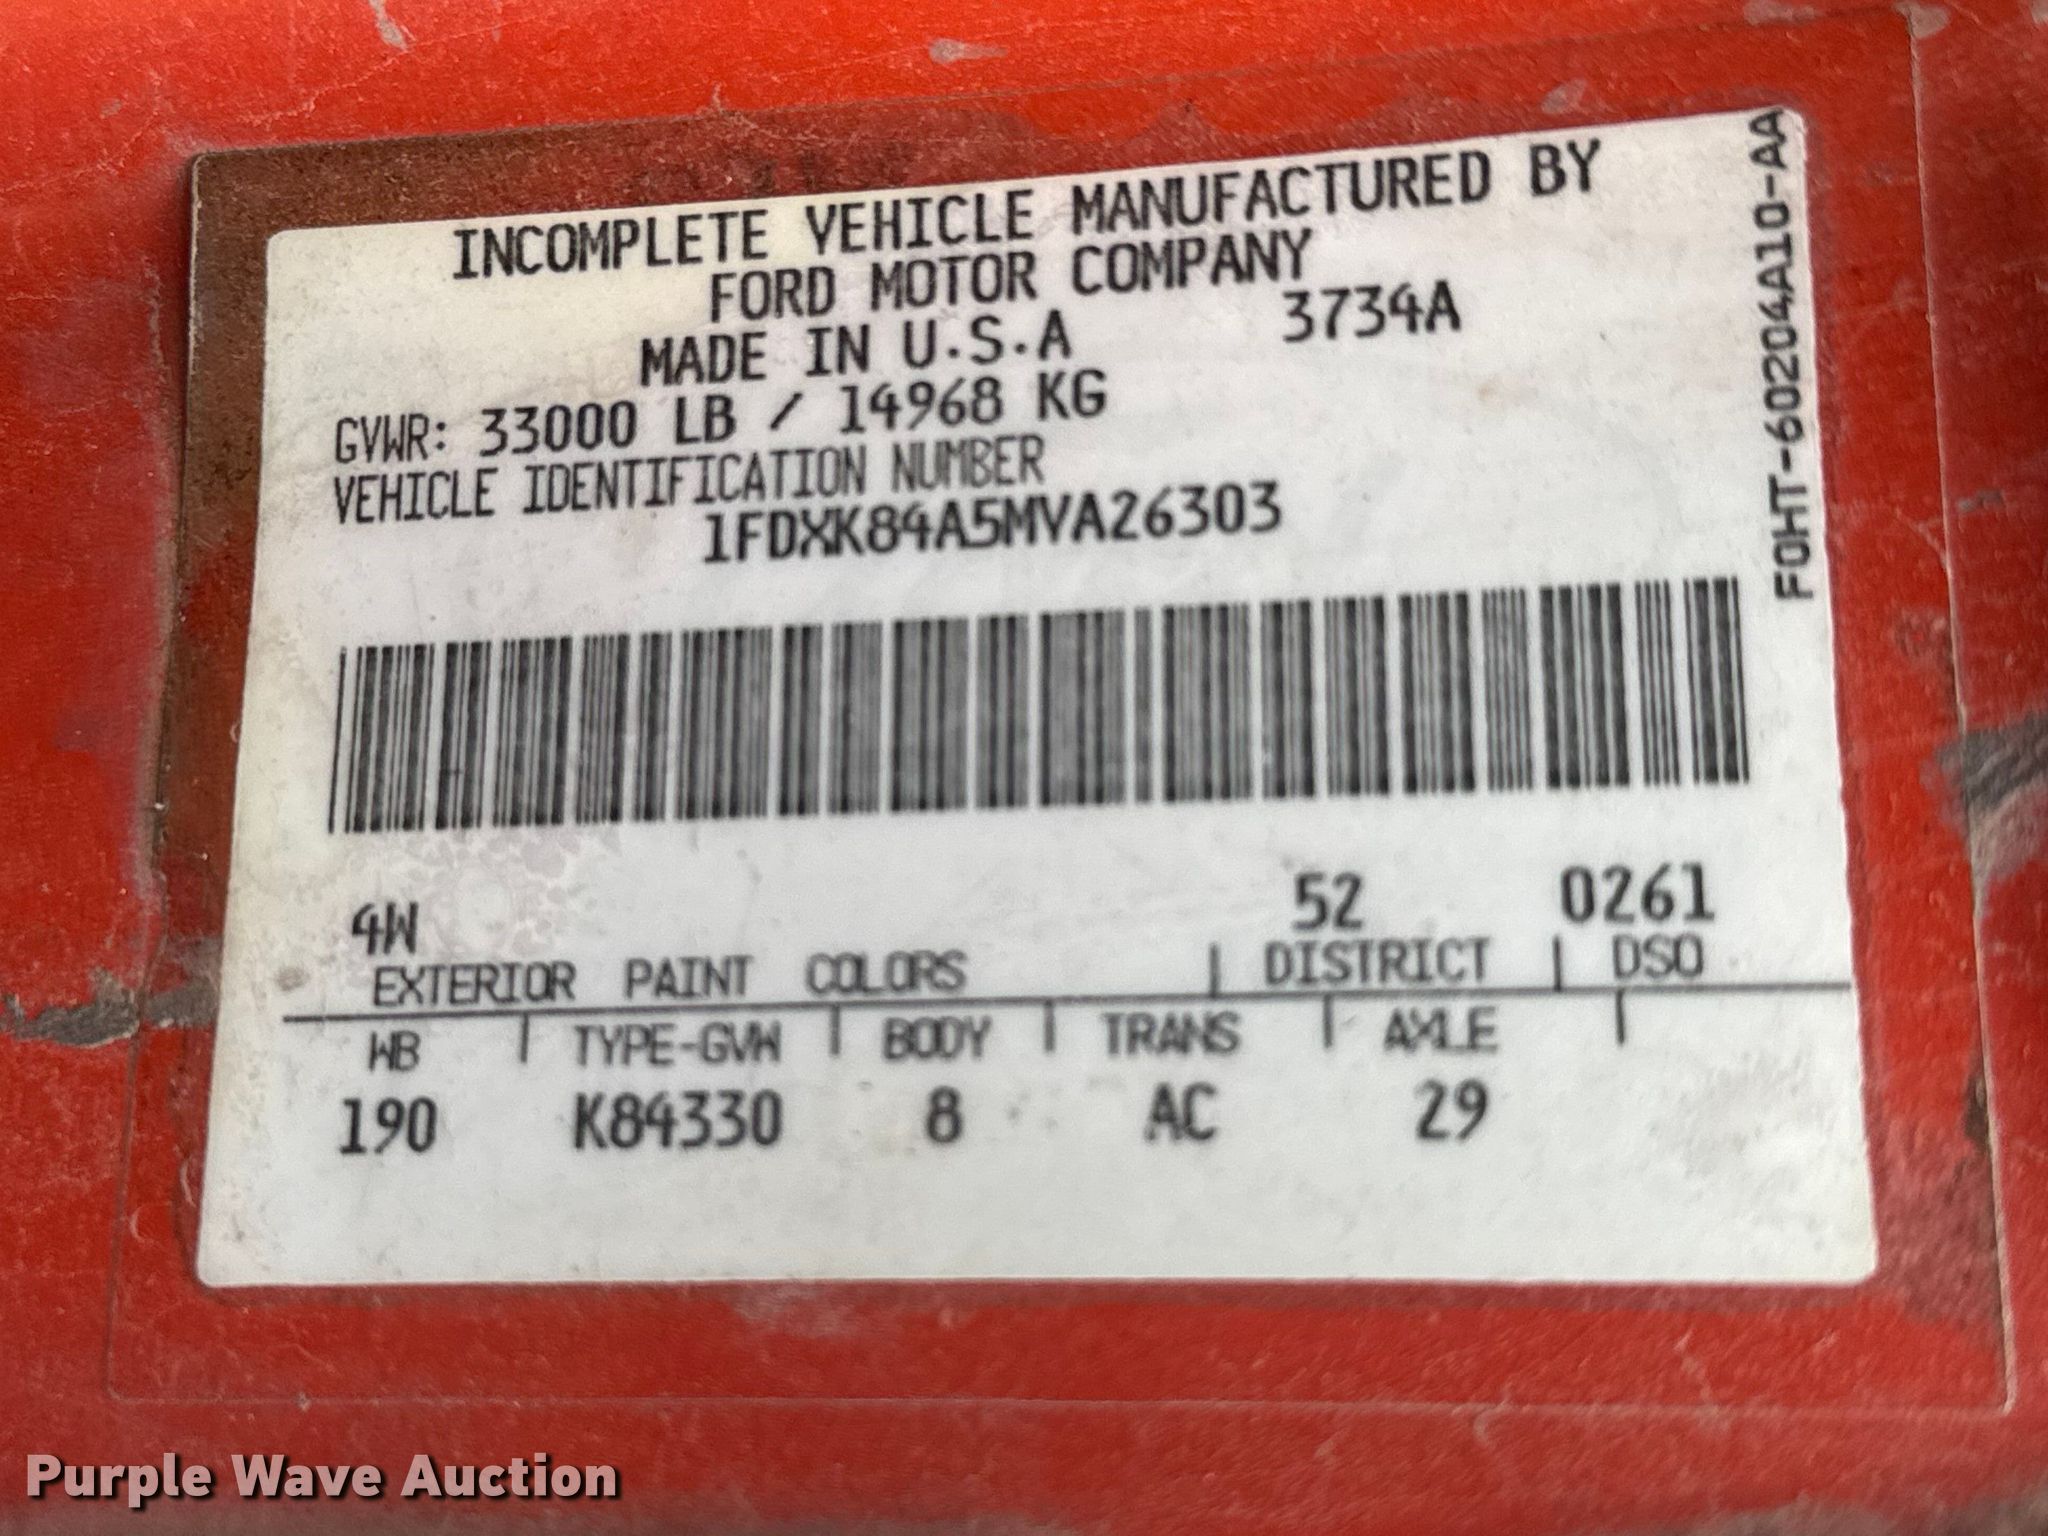 INCOMPLETE VEHICLE MANUFACTURED BY
FORD MOTOR COMPANY
MADE IN U.S.A 3734A
GVWR: 33000 LB / 14968 KG
VEHICLE IDENTIFICATION NUMBER
1FDXK84A5MVA26303
F0HT-60204A10-AA
4W 52 0261
EXTERIOR PAINT COLORS | DISTRICT | DSO
WB | TYPE-GVW | BODY | TRANS | AXLE |
190 K84330 8 AC 29
Purple Wave Auction